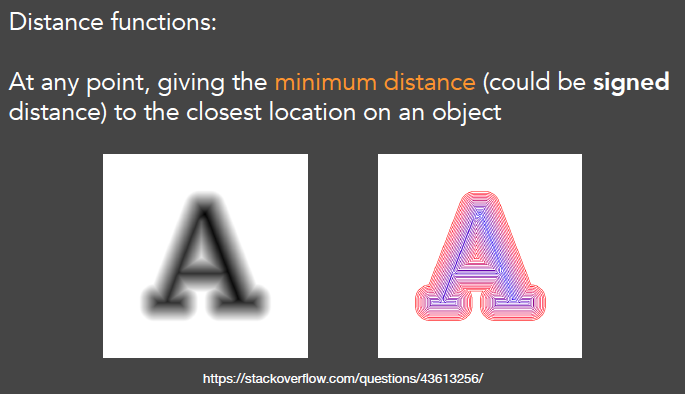 Distance functions:
At any point, giving the minimum distance (could be signed
distance) to the closest location on an object
A A
https://stackoverflow.com/questions/43613256/